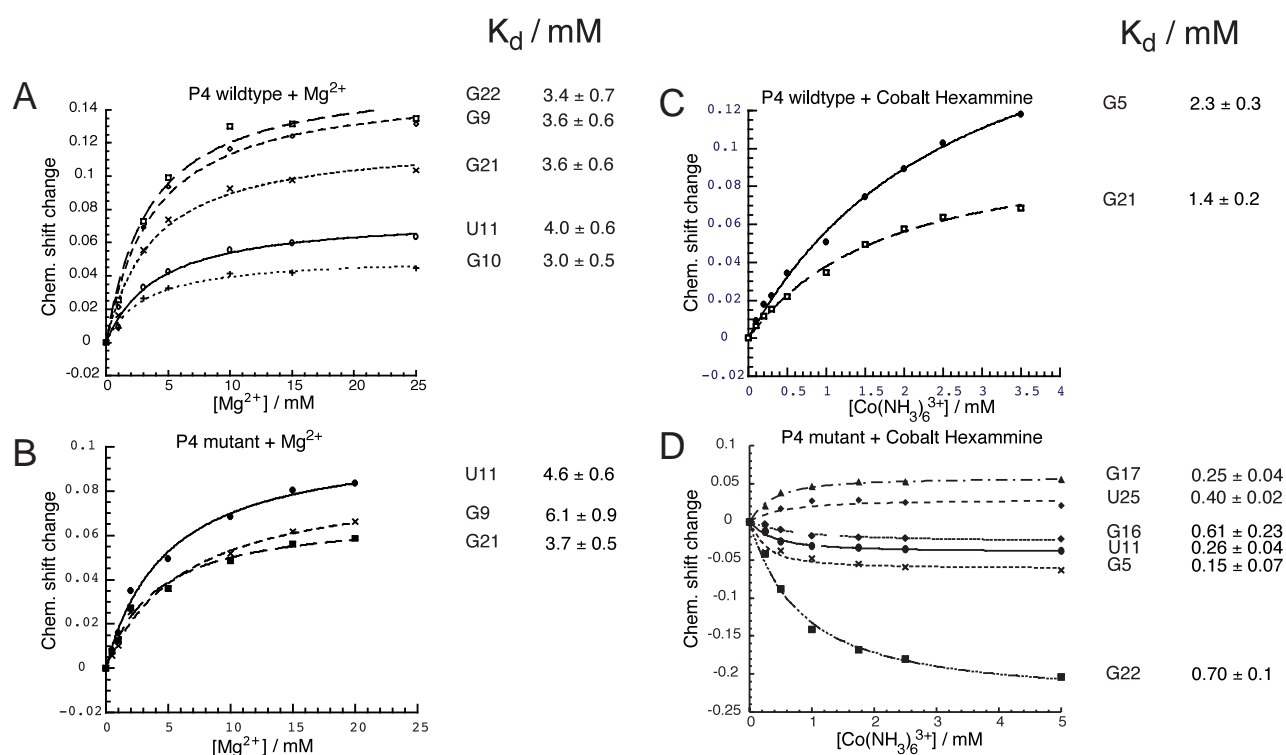 K_d / mM
A
P4 wildtype + Mg²⁺
0.14
0.12
0.1
0.08
0.06
0.04
0.02
0
-0.02
Chem. shift change
0 5 10 15 20 25
[Mg²⁺] / mM
G22 3.4 ± 0.7
G9 3.6 ± 0.6
G21 3.6 ± 0.6
U11 4.0 ± 0.6
G10 3.0 ± 0.5
B
P4 mutant + Mg²⁺
0.1
0.08
0.06
0.04
0.02
0
-0.02
Chem. shift change
0 5 10 15 20 25
[Mg²⁺] / mM
U11 4.6 ± 0.6
G9 6.1 ± 0.9
G21 3.7 ± 0.5
K_d / mM
C
P4 wildtype + Cobalt Hexammine
0.12
0.1
0.08
0.06
0.04
0.02
0
-0.02
Chem. shift change
0 0.5 1 1.5 2 2.5 3 3.5 4
[Co(NH₃)₆³⁺] / mM
G5 2.3 ± 0.3
G21 1.4 ± 0.2
D
P4 mutant + Cobalt Hexammine
0.1
0.05
0
-0.05
-0.1
-0.15
-0.2
-0.25
Chem. shift change
0 1 2 3 4 5
[Co(NH₃)₆³⁺] / mM
G17 0.25 ± 0.04
U25 0.40 ± 0.02
G16 0.61 ± 0.23
U11 0.26 ± 0.04
G5 0.15 ± 0.07
G22 0.70 ± 0.1